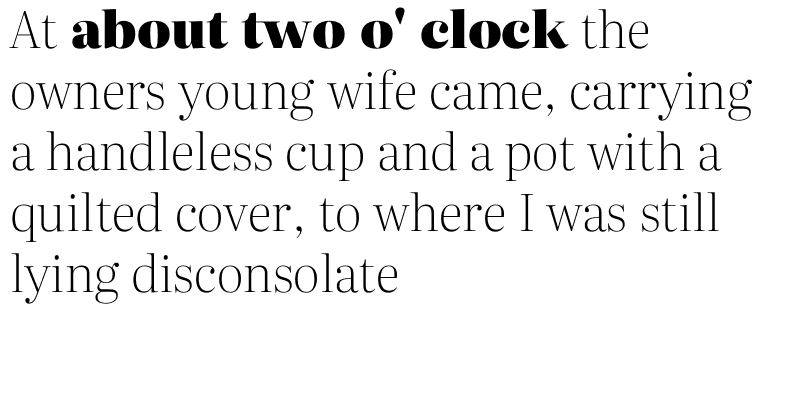 At about two o' clock the
owners young wife came, carrying
a handleless cup and a pot with a
quilted cover, to where I was still
lying disconsolate